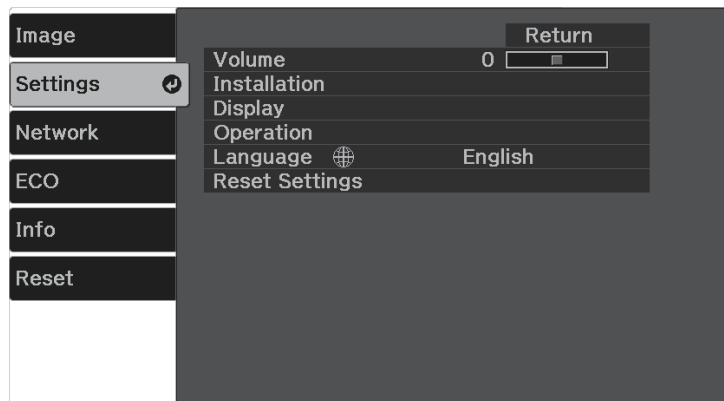 Image
Settings
Network
ECO
Info
Reset
Return
Volume 0
Installation
Display
Operation
Language English
Reset Settings